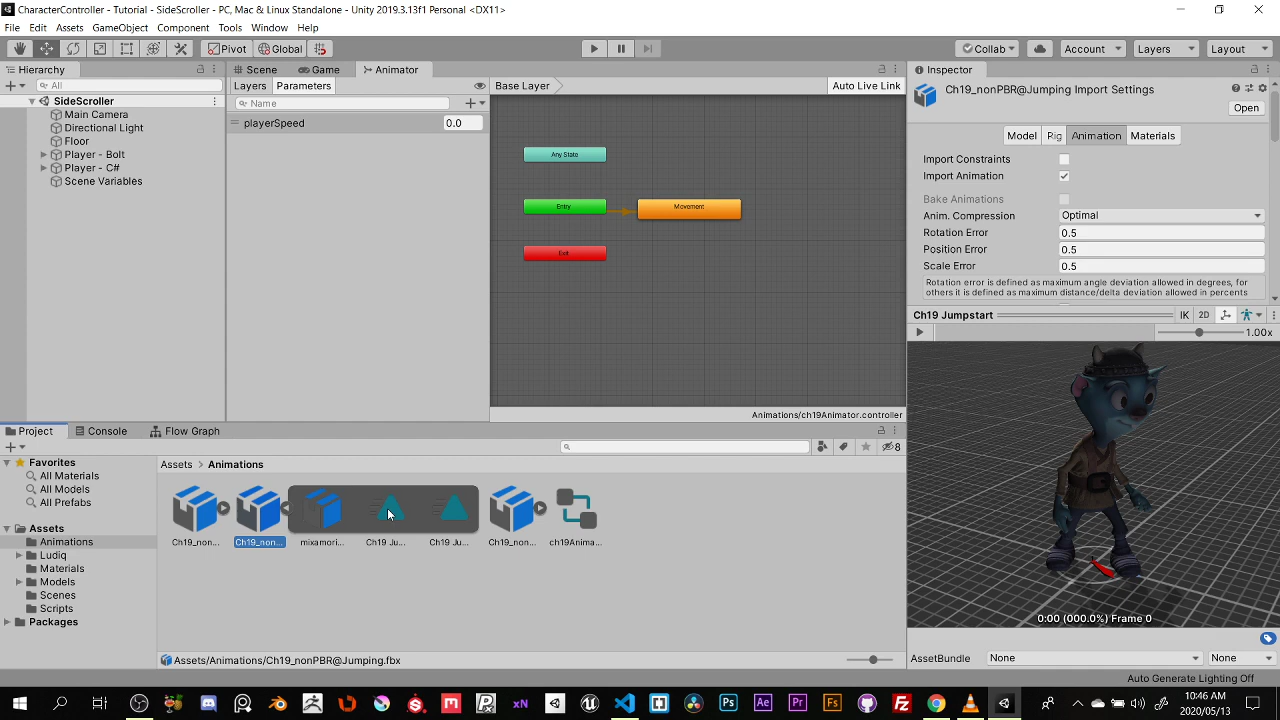 CharacterController - Tutorial - SideScroller - PC, Mac & Linux Standalone - Unity 2019.3.13f1 Personal <DX11>
File Edit Assets GameObject Component Tools Window Help
Pivot Global Collab Account Layers Layout
Hierarchy
All
SideScroller
Main Camera
Directional Light
Floor
Player - Bolt
Player - C#
Scene Variables
Scene Game Animator
Layers Parameters
Name
playerSpeed 0.0
Base Layer Auto Live Link
Any State
Entry
Movement
Exit
Animations/ch19Animator.controller
Inspector
Ch19_nonPBR@Jumping Import Settings
Open
Model Rig Animation Materials
Import Constraints
Import Animation
Bake Animations
Anim. Compression Optimal
Rotation Error 0.5
Position Error 0.5
Scale Error 0.5
Rotation error is defined as maximum angle deviation allowed in degrees, for
others it is defined as maximum distance/delta deviation allowed in percents
Ch19 Jumpstart IK 2D
1.00x
0:00 (000.0%) Frame 0
AssetBundle None None
Auto Generate Lighting Off
Project Console Flow Graph
8
Favorites
All Materials
All Models
All Prefabs
Assets
Animations
Ludiq
Materials
Models
Scenes
Scripts
Packages
Assets > Animations
Ch19_non... Ch19_non... mixamori... Ch19 Ju... Ch19 Ju... Ch19_non... ch19Anima...
Assets/Animations/Ch19_nonPBR@Jumping.fbx
10:46 AM
2020/05/13